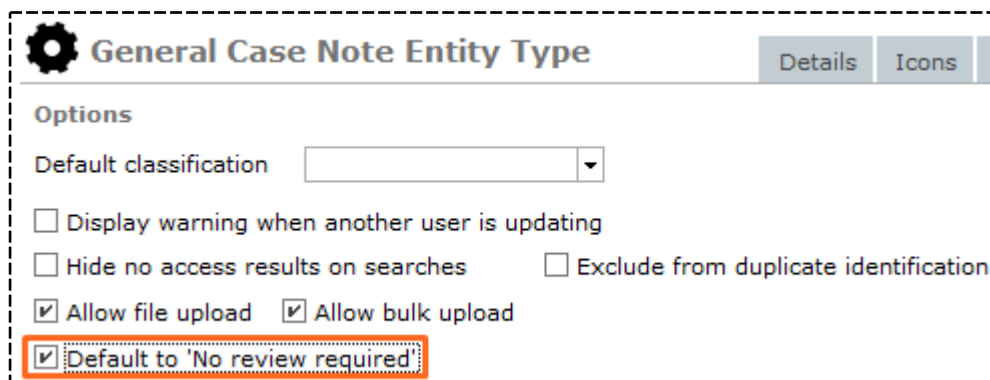 General Case Note Entity Type
Details
Icons
Options
Default classification
Display warning when another user is updating
Hide no access results on searches
Exclude from duplicate identification
Allow file upload
Allow bulk upload
Default to 'No review required'